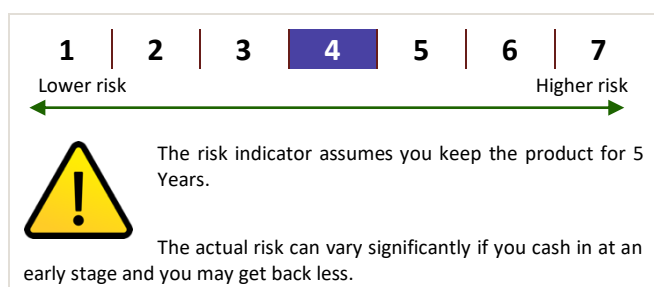 1 2 3 4 5 6 7
Lower risk Higher risk
The risk indicator assumes you keep the product for 5
Years.
The actual risk can vary significantly if you cash in at an
early stage and you may get back less.